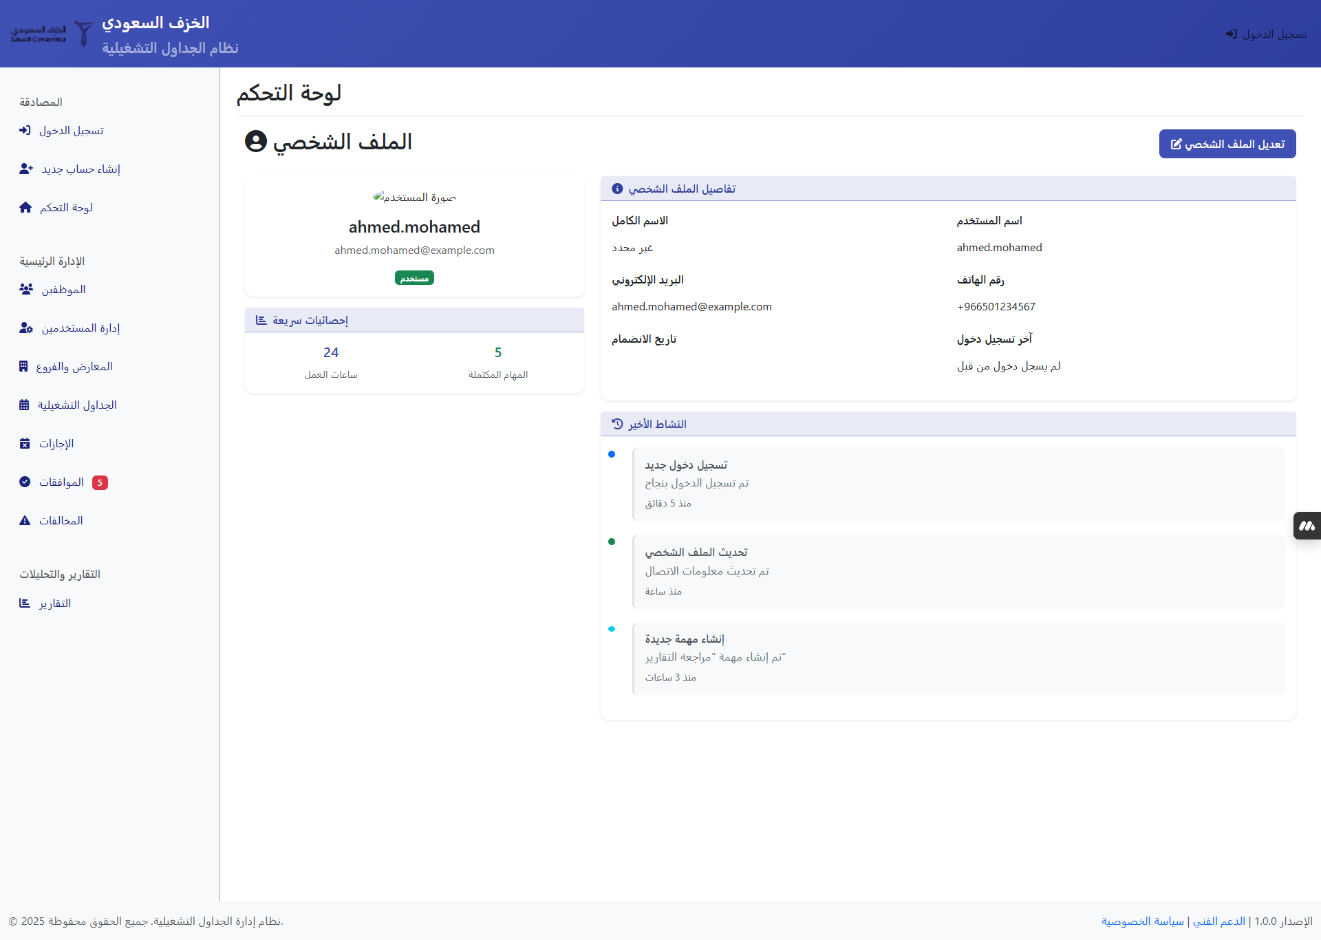 الخزف السعودي
Saudi Ceramics
الخزف السعودي
نظام الجداول التشغيلية
تسجيل الدخول
المصادقة
تسجيل الدخول
إنشاء حساب جديد
لوحة التحكم
الإدارة الرئيسية
الموظفين
إدارة المستخدمين
المعارض والفروع
الجداول التشغيلية
الإجازات
الموافقات 5
المخالفات
التقارير والتحليلات
التقارير
لوحة التحكم
الملف الشخصي
تعديل الملف الشخصي
صورة المستخدم
ahmed.mohamed
ahmed.mohamed@example.com
مستخدم
إحصائيات سريعة
24
ساعات العمل
5
المهام المكتملة
تفاصيل الملف الشخصي
الاسم الكامل
غير محدد
اسم المستخدم
ahmed.mohamed
البريد الإلكتروني
ahmed.mohamed@example.com
رقم الهاتف
+966501234567
تاريخ الانضمام
آخر تسجيل دخول
لم يسجل دخول من قبل
النشاط الأخير
تسجيل دخول جديد
تم تسجيل الدخول بنجاح
منذ 5 دقائق
تحديث الملف الشخصي
تم تحديث معلومات الاتصال
منذ ساعة
إنشاء مهمة جديدة
تم إنشاء مهمة "مراجعة التقارير"
منذ 3 ساعات
© 2025 نظام إدارة الجداول التشغيلية. جميع الحقوق محفوظة.
الإصدار 1.0.0 | الدعم الفني | سياسة الخصوصية